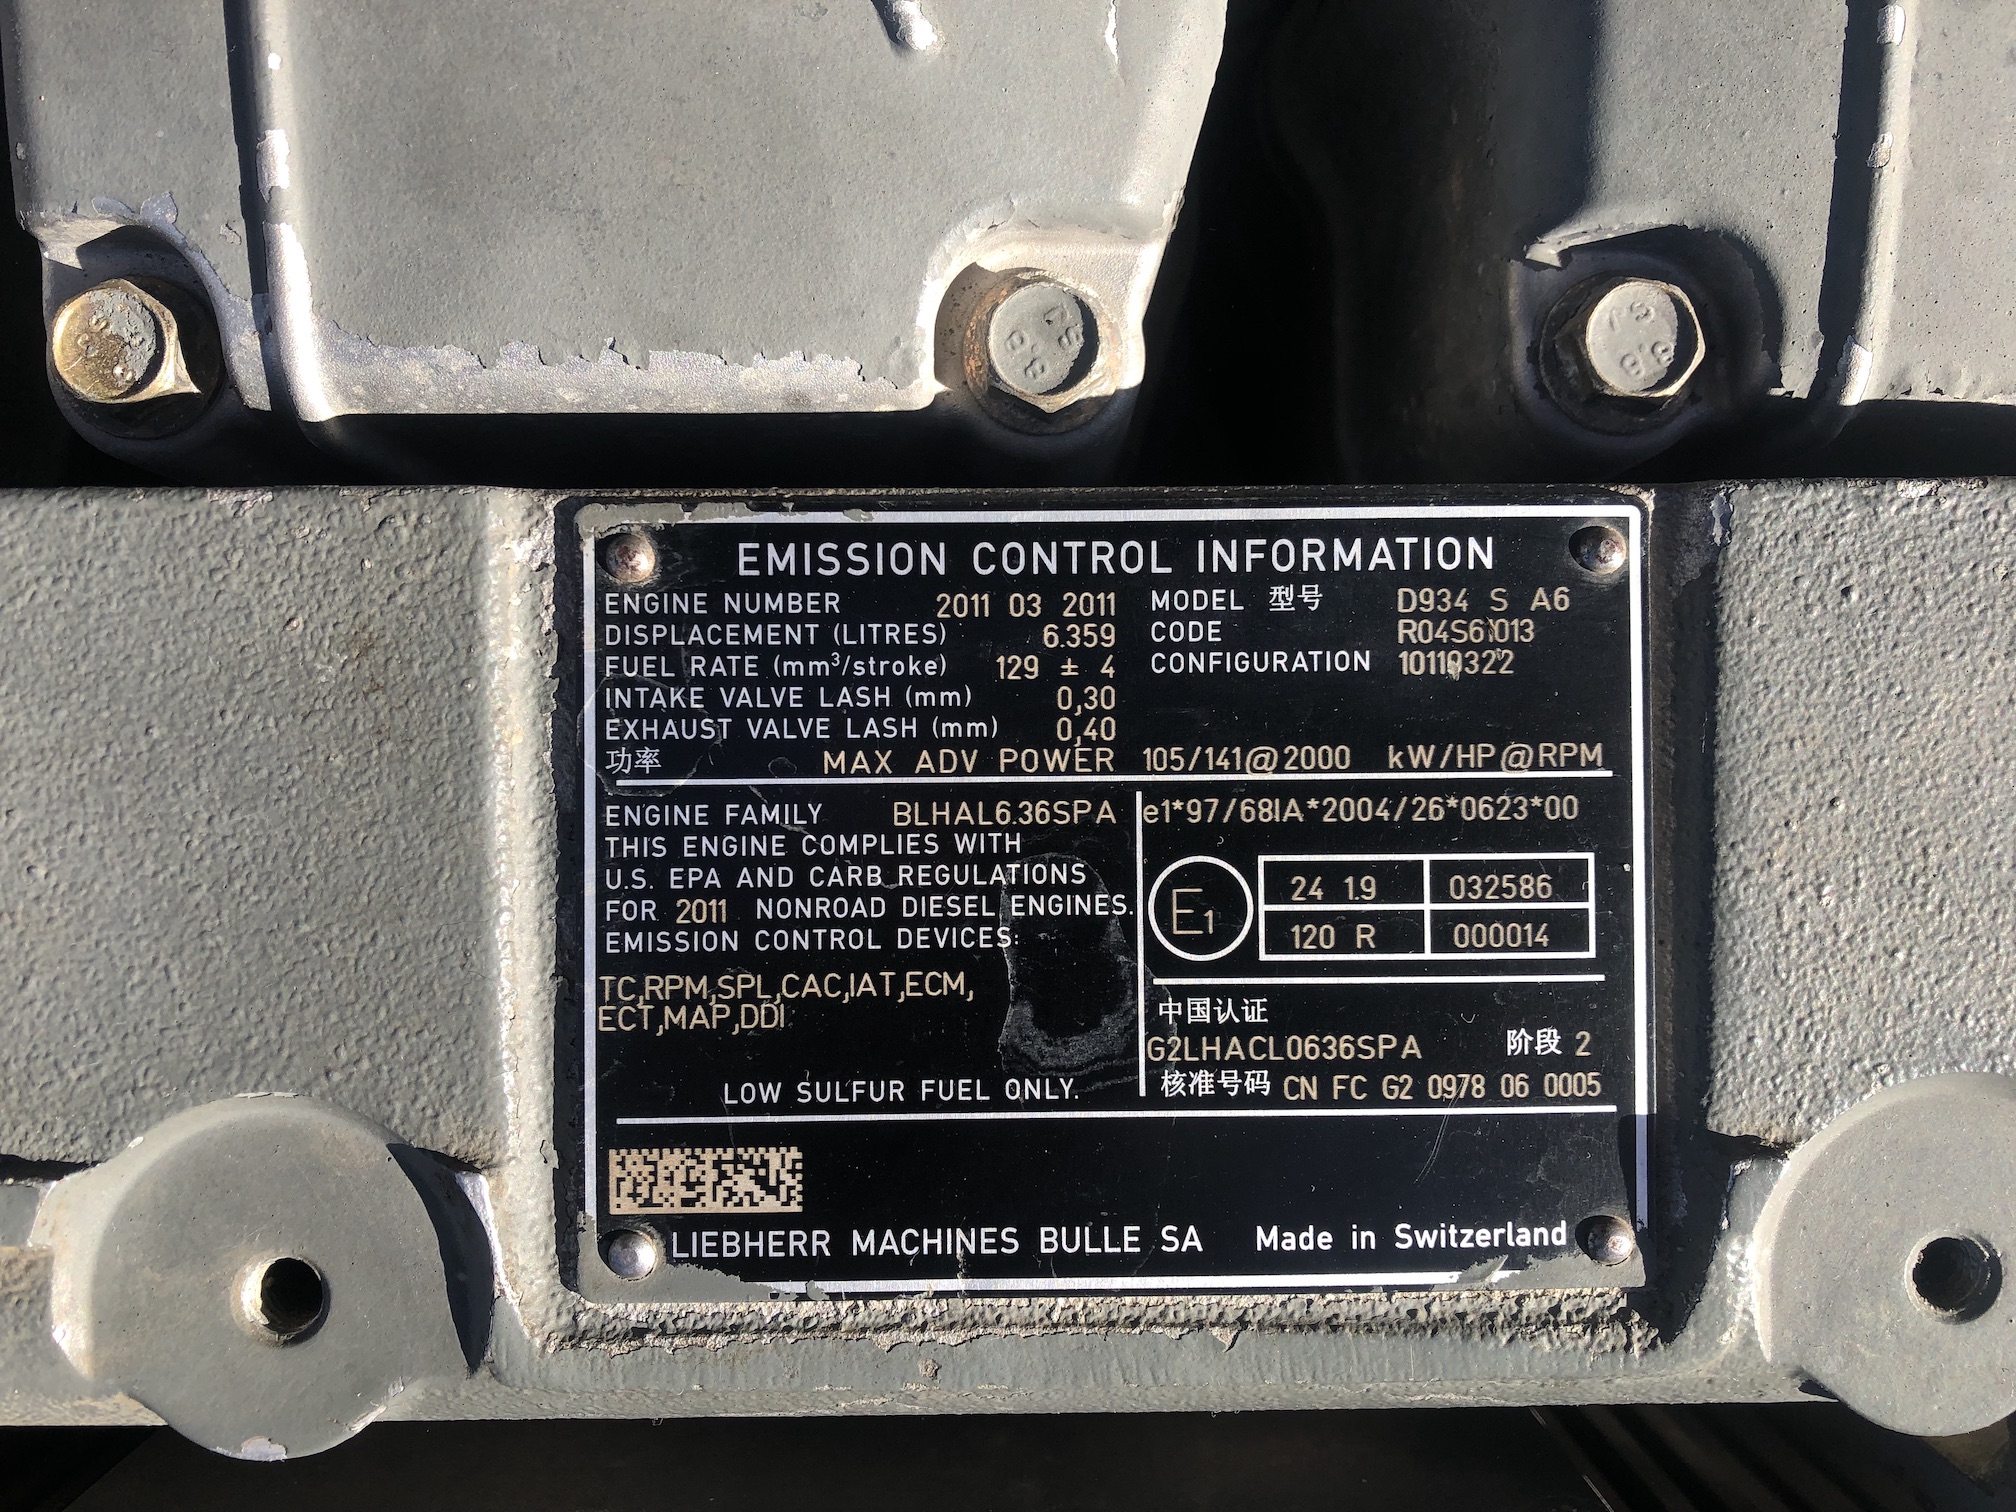 EMISSION CONTROL INFORMATION
ENGINE NUMBER 2011 03 2011
DISPLACEMENT (LITRES) 6.359
FUEL RATE (mm³/stroke) 129 ± 4
INTAKE VALVE LASH (mm) 0,30
EXHAUST VALVE LASH (mm) 0,40
MODEL 型号 D934 S A6
CODE R04S61013
CONFIGURATION 10119322
功率 MAX ADV POWER 105/141@2000 kW/HP@RPM
ENGINE FAMILY BLHAL6.36SPA
THIS ENGINE COMPLIES WITH
U.S. EPA AND CARB REGULATIONS
FOR 2011 NONROAD DIESEL ENGINES.
EMISSION CONTROL DEVICES:
TC,RPM,SPL,CAC,IAT,ECM,
ECT,MAP,DDI
LOW SULFUR FUEL ONLY.
e1*97/68IA*2004/26*0623*00
E1
24 1.9 032586
120 R 000014
中国认证
G2LHACL0636SPA 阶段 2
核准号码 CN FC G2 0978 06 0005
LIEBHERR MACHINES BULLE SA Made in Switzerland